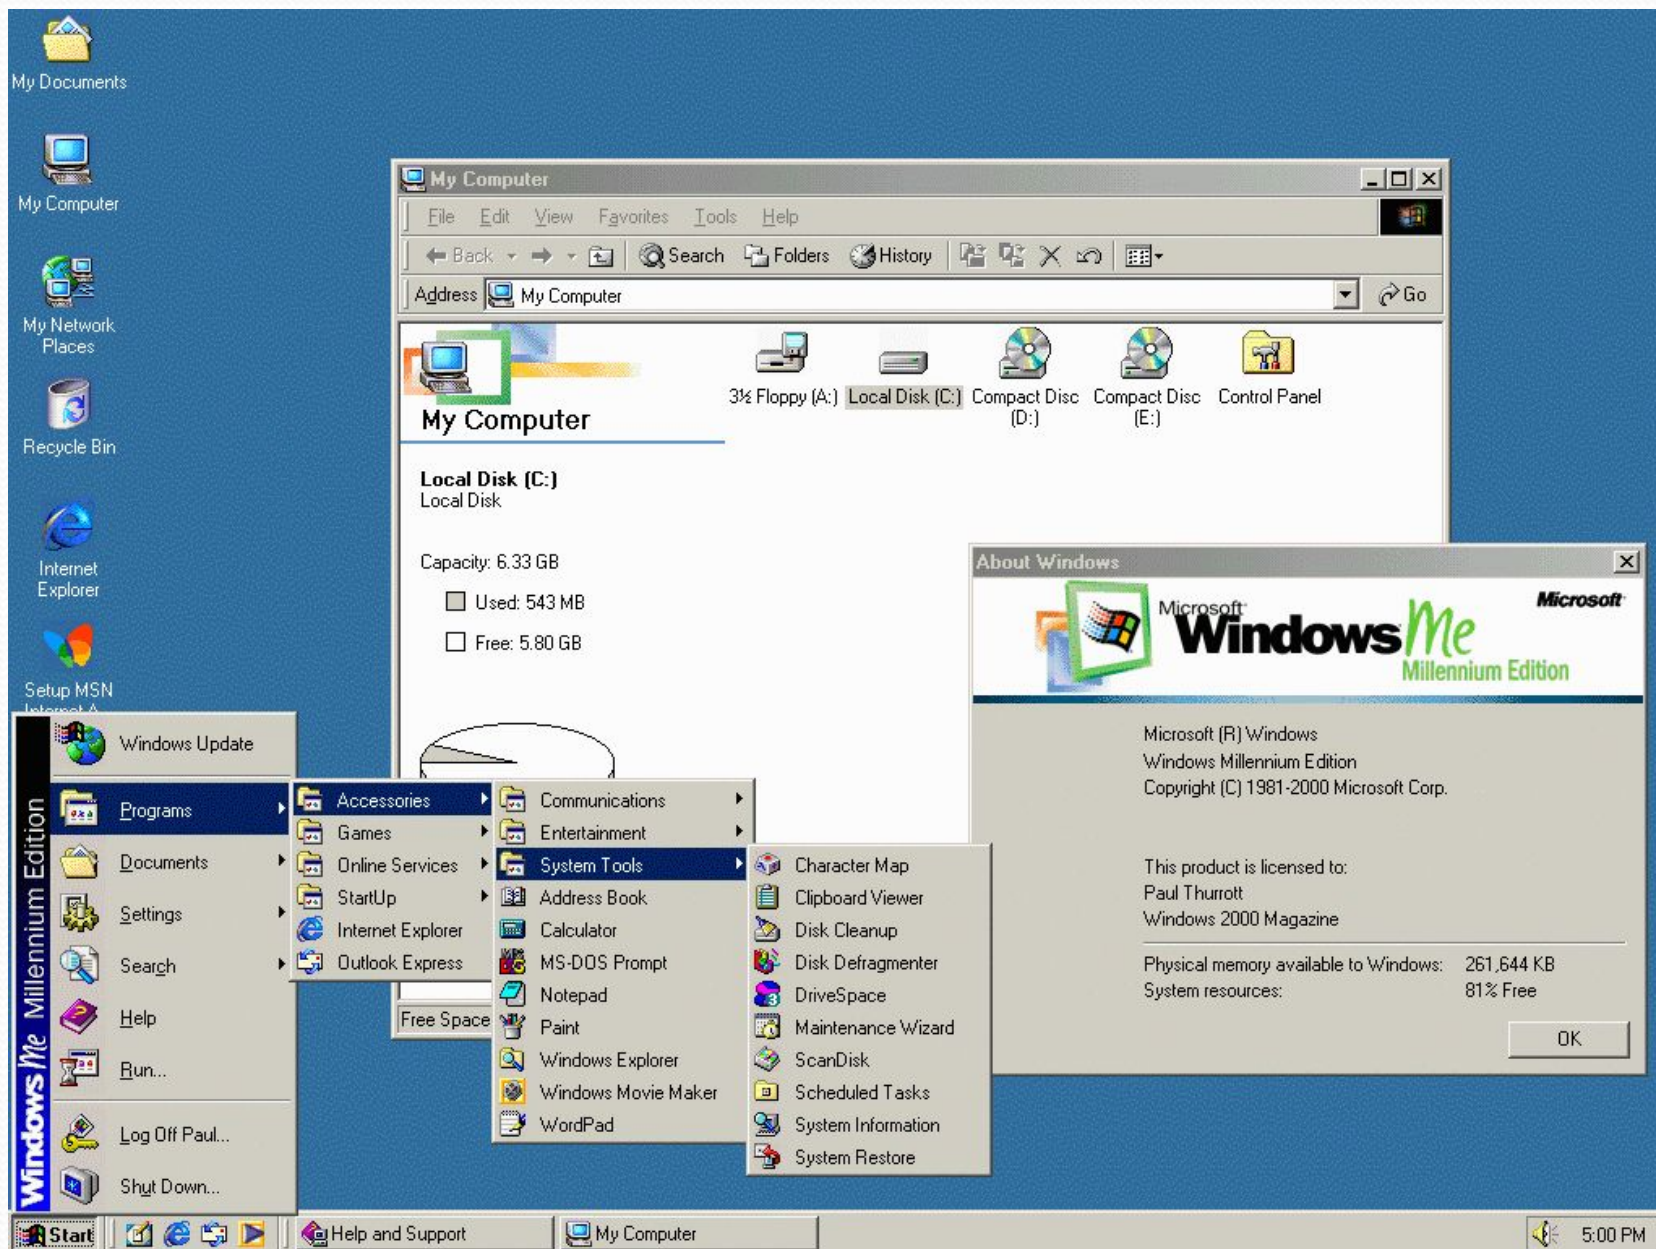 My Documents
My Computer
My Network
Places
Recycle Bin
Internet
Explorer
Setup MSN
My Computer
File Edit View Favorites Tools Help
Back Search Folders History
Address My Computer Go
My Computer
Local Disk (C:)
Local Disk
Capacity: 6.33 GB
Used: 543 MB
Free: 5.80 GB
3½ Floppy (A:) Local Disk (C:) Compact Disc Compact Disc Control Panel
(D:) (E:)
Free Space
About Windows
Microsoft
Microsoft
Windows Me
Millennium Edition
Microsoft (R) Windows
Windows Millennium Edition
Copyright (C) 1981-2000 Microsoft Corp.
This product is licensed to:
Paul Thurrott
Windows 2000 Magazine
Physical memory available to Windows: 261,644 KB
System resources: 81% Free
OK
Windows Me Millennium Edition
Windows Update
Programs
Documents
Settings
Search
Help
Run...
Log Off Paul...
Shut Down...
Accessories
Games
Online Services
StartUp
Internet Explorer
Outlook Express
Communications
Entertainment
System Tools
Address Book
Calculator
MS-DOS Prompt
Notepad
Paint
Windows Explorer
Windows Movie Maker
WordPad
Character Map
Clipboard Viewer
Disk Cleanup
Disk Defragmenter
DriveSpace
Maintenance Wizard
ScanDisk
Scheduled Tasks
System Information
System Restore
Start Help and Support My Computer 5:00 PM